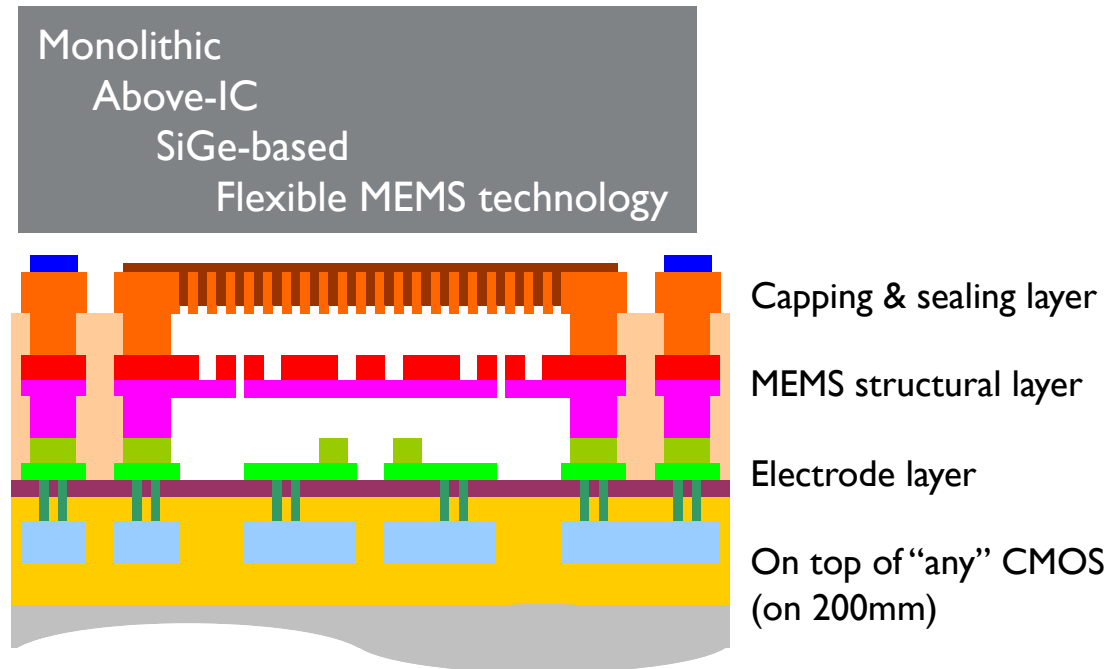 Monolithic
Above-IC
SiGe-based
Flexible MEMS technology
Capping & sealing layer
MEMS structural layer
Electrode layer
On top of “any” CMOS
(on 200mm)